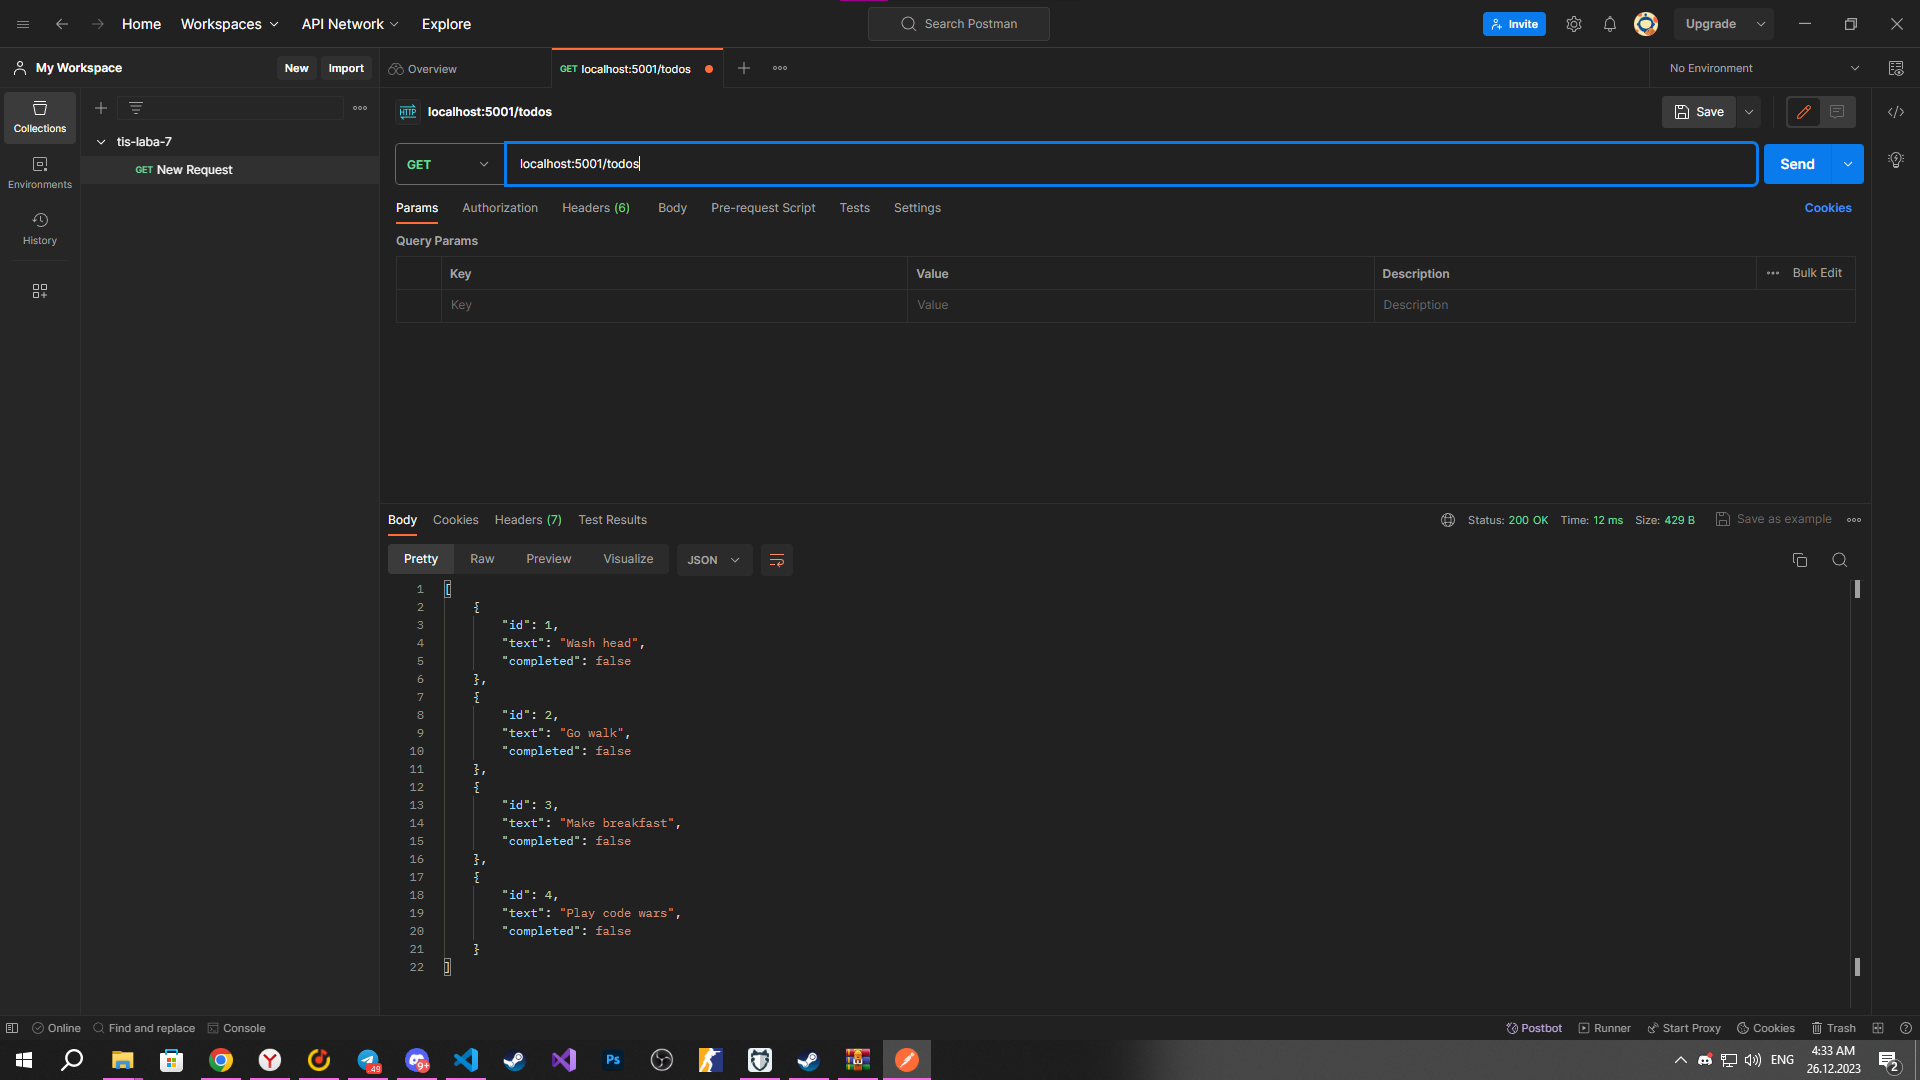 Home Workspaces API Network Explore Search Postman Invite Upgrade
My Workspace New Import Overview GET localhost:5001/todos No Environment
Collections
Environments
History
tis-laba-7
GET New Request
HTTP localhost:5001/todos Save
GET localhost:5001/todos Send
Params Authorization Headers (6) Body Pre-request Script Tests Settings Cookies
Query Params
Key Value Description Bulk Edit
Key Value Description
Body Cookies Headers (7) Test Results Status: 200 OK Time: 12 ms Size: 429 B Save as example
Pretty Raw Preview Visualize JSON
1 [
2 {
3 "id": 1,
4 "text": "Wash head",
5 "completed": false
6 },
7 {
8 "id": 2,
9 "text": "Go walk",
10 "completed": false
11 },
12 {
13 "id": 3,
14 "text": "Make breakfast",
15 "completed": false
16 },
17 {
18 "id": 4,
19 "text": "Play code wars",
20 "completed": false
21 }
22 ]
Online Find and replace Console Postbot Runner Start Proxy Cookies Trash
Y .49 9+ Ps ENG 4:33 AM
26.12.2023 2